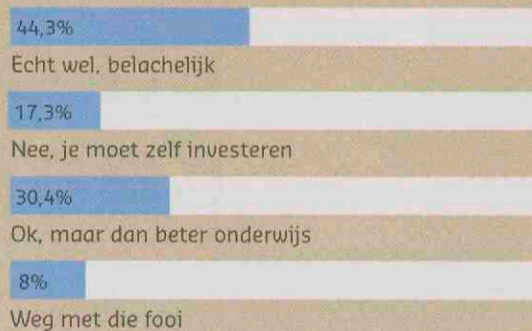 44,3%
Echt wel, belachelijk
17,3%
Nee, je moet zelf investeren
30,4%
Ok, maar dan beter onderwijs
8%
Weg met die fooi